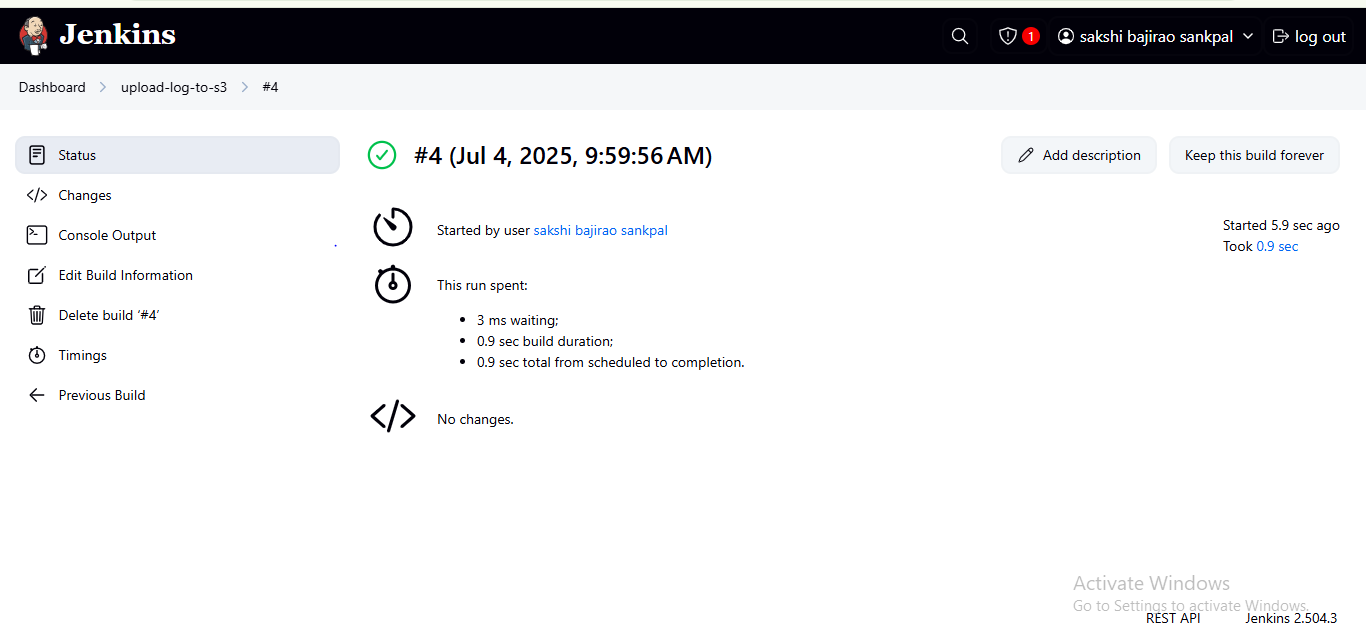 Jenkins
1
sakshi bajirao sankpal
log out
Dashboard
upload-log-to-s3
#4
Status
Changes
Console Output
Edit Build Information
Delete build ‘#4’
Timings
Previous Build
#4 (Jul 4, 2025, 9:59:56 AM)
Add description
Keep this build forever
Started by user sakshi bajirao sankpal
Started 5.9 sec ago
Took 0.9 sec
This run spent:
3 ms waiting;
0.9 sec build duration;
0.9 sec total from scheduled to completion.
No changes.
Activate Windows
Go to Settings to activate Windows.
REST API
Jenkins 2.504.3